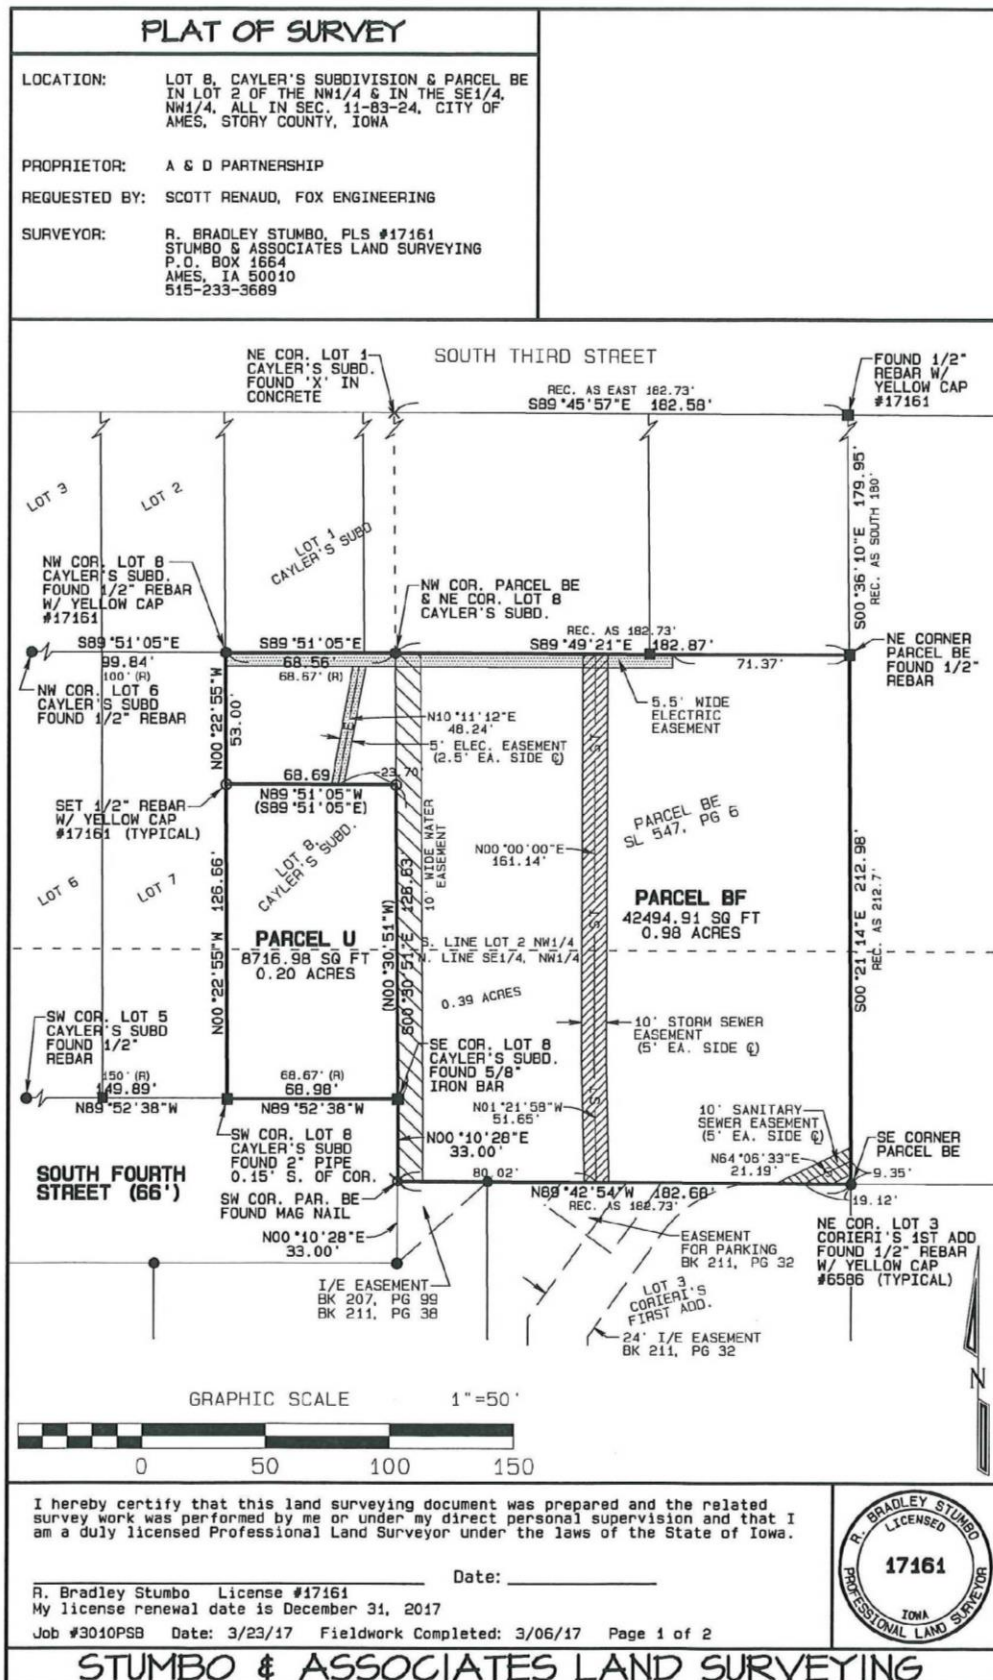 PLAT OF SURVEY
LOCATION: LOT 8, CAYLER'S SUBDIVISION & PARCEL BE
IN LOT 2 OF THE NW1/4 & IN THE SE1/4,
NW1/4, ALL IN SEC. 11-83-24, CITY OF
AMES, STORY COUNTY, IOWA
PROPRIETOR: A & D PARTNERSHIP
REQUESTED BY: SCOTT RENAUD, FOX ENGINEERING
SURVEYOR: R. BRADLEY STUMBO, PLS #17161
STUMBO & ASSOCIATES LAND SURVEYING
P.O. BOX 1664
AMES, IA 50010
515-233-3689
NE COR. LOT 1
CAYLER'S SUBD.
FOUND 'X' IN
CONCRETE
SOUTH THIRD STREET
REC. AS EAST 182.73'
S89°45'57"E 182.58'
FOUND 1/2"
REBAR W/
YELLOW CAP
#17161
LOT 3
LOT 2
LOT 1
CAYLER'S SUBD
S00°36'10"E 179.95'
REC. AS SOUTH 180'
NW COR. LOT 8
CAYLER'S SUBD.
FOUND 1/2" REBAR
W/ YELLOW CAP
#17161
NW COR. PARCEL BE
& NE COR. LOT 8
CAYLER'S SUBD.
S89°51'05"E
99.84'
100' (R)
S89°51'05"E
68.56'
68.67' (R)
REC. AS 182.73'
S89°49'21"E 182.87'
71.37'
NE CORNER
PARCEL BE
FOUND 1/2"
REBAR
NW COR. LOT 6
CAYLER'S SUBD
FOUND 1/2" REBAR
N00°22'55"W
53.00'
N10°11'12"E
48.24'
5' ELEC. EASEMENT
(2.5' EA. SIDE ℄)
E
5.5' WIDE
ELECTRIC
EASEMENT
68.69'
23.70'
N89°51'05"W
(S89°51'05"E)
SET 1/2" REBAR
W/ YELLOW CAP
#17161 (TYPICAL)
LOT 8,
CAYLER'S SUBD.
10' WIDE WATER
EASEMENT
N00°00'00"E
161.14'
ST
PARCEL BE
SL 547, PG 6
LOT 6
LOT 7
N00°22'55"W 126.66'
PARCEL U
8716.98 SQ FT
0.20 ACRES
(N00°30'51"W)
S00°30'51"E 126.63'
S. LINE LOT 2 NW1/4
N. LINE SE1/4, NW1/4
ST
PARCEL BF
42494.91 SQ FT
0.98 ACRES
S00°21'14"E 212.98'
REC. AS 212.7'
0.39 ACRES
SW COR. LOT 5
CAYLER'S SUBD
FOUND 1/2"
REBAR
10' STORM SEWER
EASEMENT
(5' EA. SIDE ℄)
SE COR. LOT 8
CAYLER'S SUBD.
FOUND 5/8"
IRON BAR
150' (R)
149.89'
N89°52'38"W
68.67' (R)
68.98'
N89°52'38"W
N01°21'58"W
51.65'
ST
10' SANITARY
SEWER EASEMENT
(5' EA. SIDE ℄)
SW COR. LOT 8
CAYLER'S SUBD
FOUND 2" PIPE
0.15' S. OF COR.
N00°10'28"E
33.00'
N64°06'33"E
21.19'
SE CORNER
PARCEL BE
9.35'
19.12'
SOUTH FOURTH
STREET (66')
SW COR. PAR. BE
FOUND MAG NAIL
80.02'
N89°42'54"W 182.68'
REC. AS 182.73'
N00°10'28"E
33.00'
EASEMENT
FOR PARKING
BK 211, PG 32
NE COR. LOT 3
CORIERI'S 1ST ADD
FOUND 1/2" REBAR
W/ YELLOW CAP
#6586 (TYPICAL)
I/E EASEMENT
BK 207, PG 99
BK 211, PG 38
LOT 3
CORIERI'S
FIRST ADD.
24' I/E EASEMENT
BK 211, PG 32
N
GRAPHIC SCALE 1"=50'
0 50 100 150
I hereby certify that this land surveying document was prepared and the related
survey work was performed by me or under my direct personal supervision and that I
am a duly licensed Professional Land Surveyor under the laws of the State of Iowa.
Date:
R. Bradley Stumbo License #17161
My license renewal date is December 31, 2017
Job #3010PSB Date: 3/23/17 Fieldwork Completed: 3/06/17 Page 1 of 2
R. BRADLEY STUMBO
LICENSED
17161
IOWA
PROFESSIONAL LAND SURVEYOR
STUMBO & ASSOCIATES LAND SURVEYING